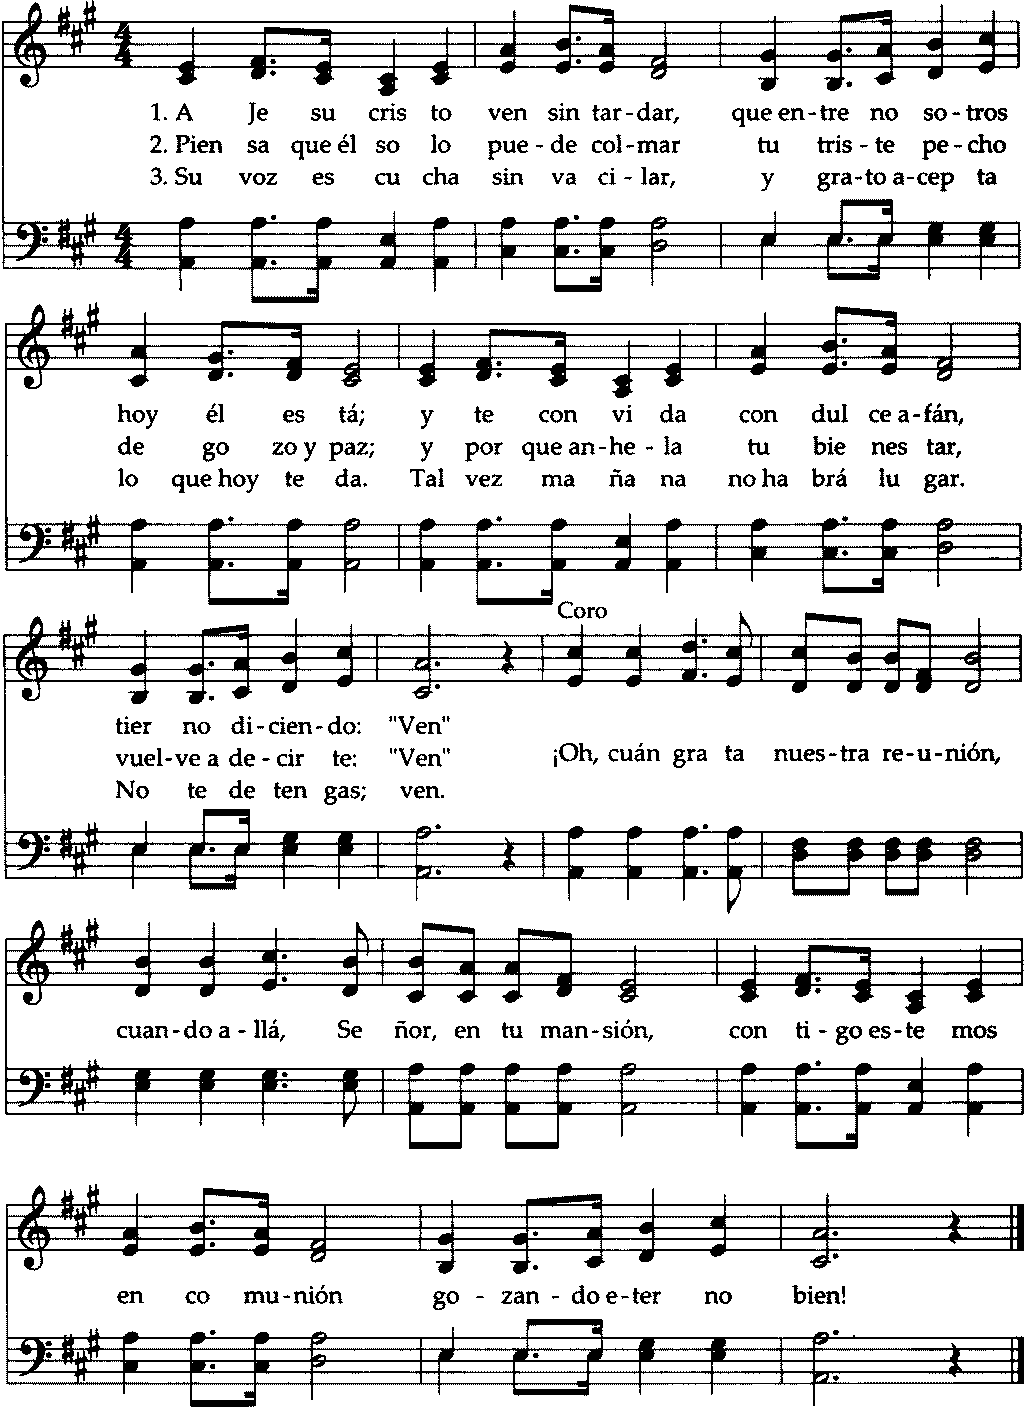 1. A Je su cris to ven sin tar-dar, que en-tre no so-tros
2. Pien sa que él so lo pue-de col-mar tu tris-te pe-cho
3. Su voz es cu cha sin va ci-lar, y gra-to a-cep ta
hoy él es tá; y te con vi da con dul ce a-fán,
de go zo y paz; y por que an-he-la tu bie nes tar,
lo que hoy te da. Tal vez ma ña na no ha brá lu gar.
Coro
tier no di-cien-do: "Ven"
vuel-ve a de-cir te: "Ven" ¡Oh, cuán gra ta nues-tra re-u-nión,
No te de ten gas; ven.
cuan-do a-llá, Se ñor, en tu man-sión, con ti-go es-te mos
en co mu-nión go-zan-do e-ter no bien!